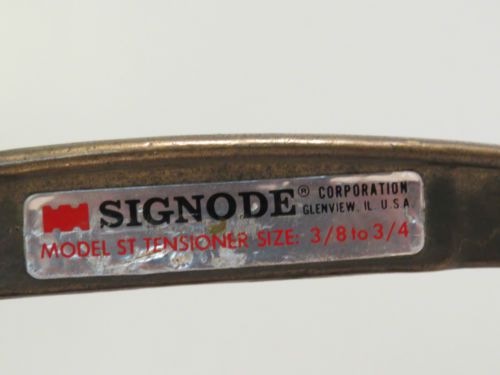 SIGNODE® CORPORATION
GLENVIEW, IL U.S.A
MODEL ST TENSIONER SIZE: 3/8 to 3/4